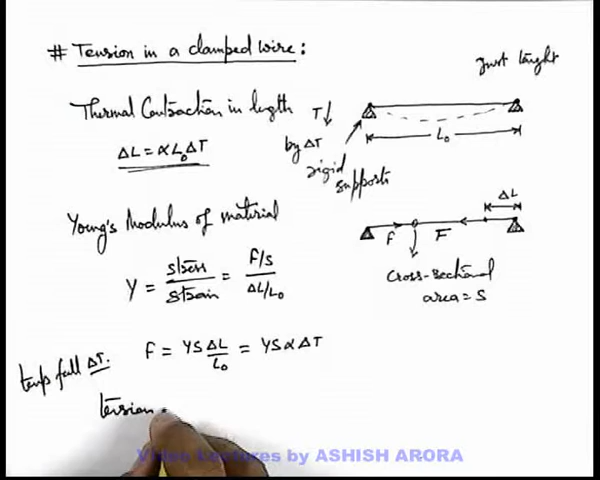 # Tension in a clamped wire:
Just taught
Thermal Contraction in length
T↓
by ΔT
L₀
ΔL = αL₀ΔT
rigid
supports
ΔL
Young's Modulus of material
F F
Y = stress/strain = F/S / ΔL/L₀
cross-sectional
area = S
F = YS ΔL/L₀ = YSαΔT
temp fall ΔT.
tension
Video Lectures by ASHISH ARORA